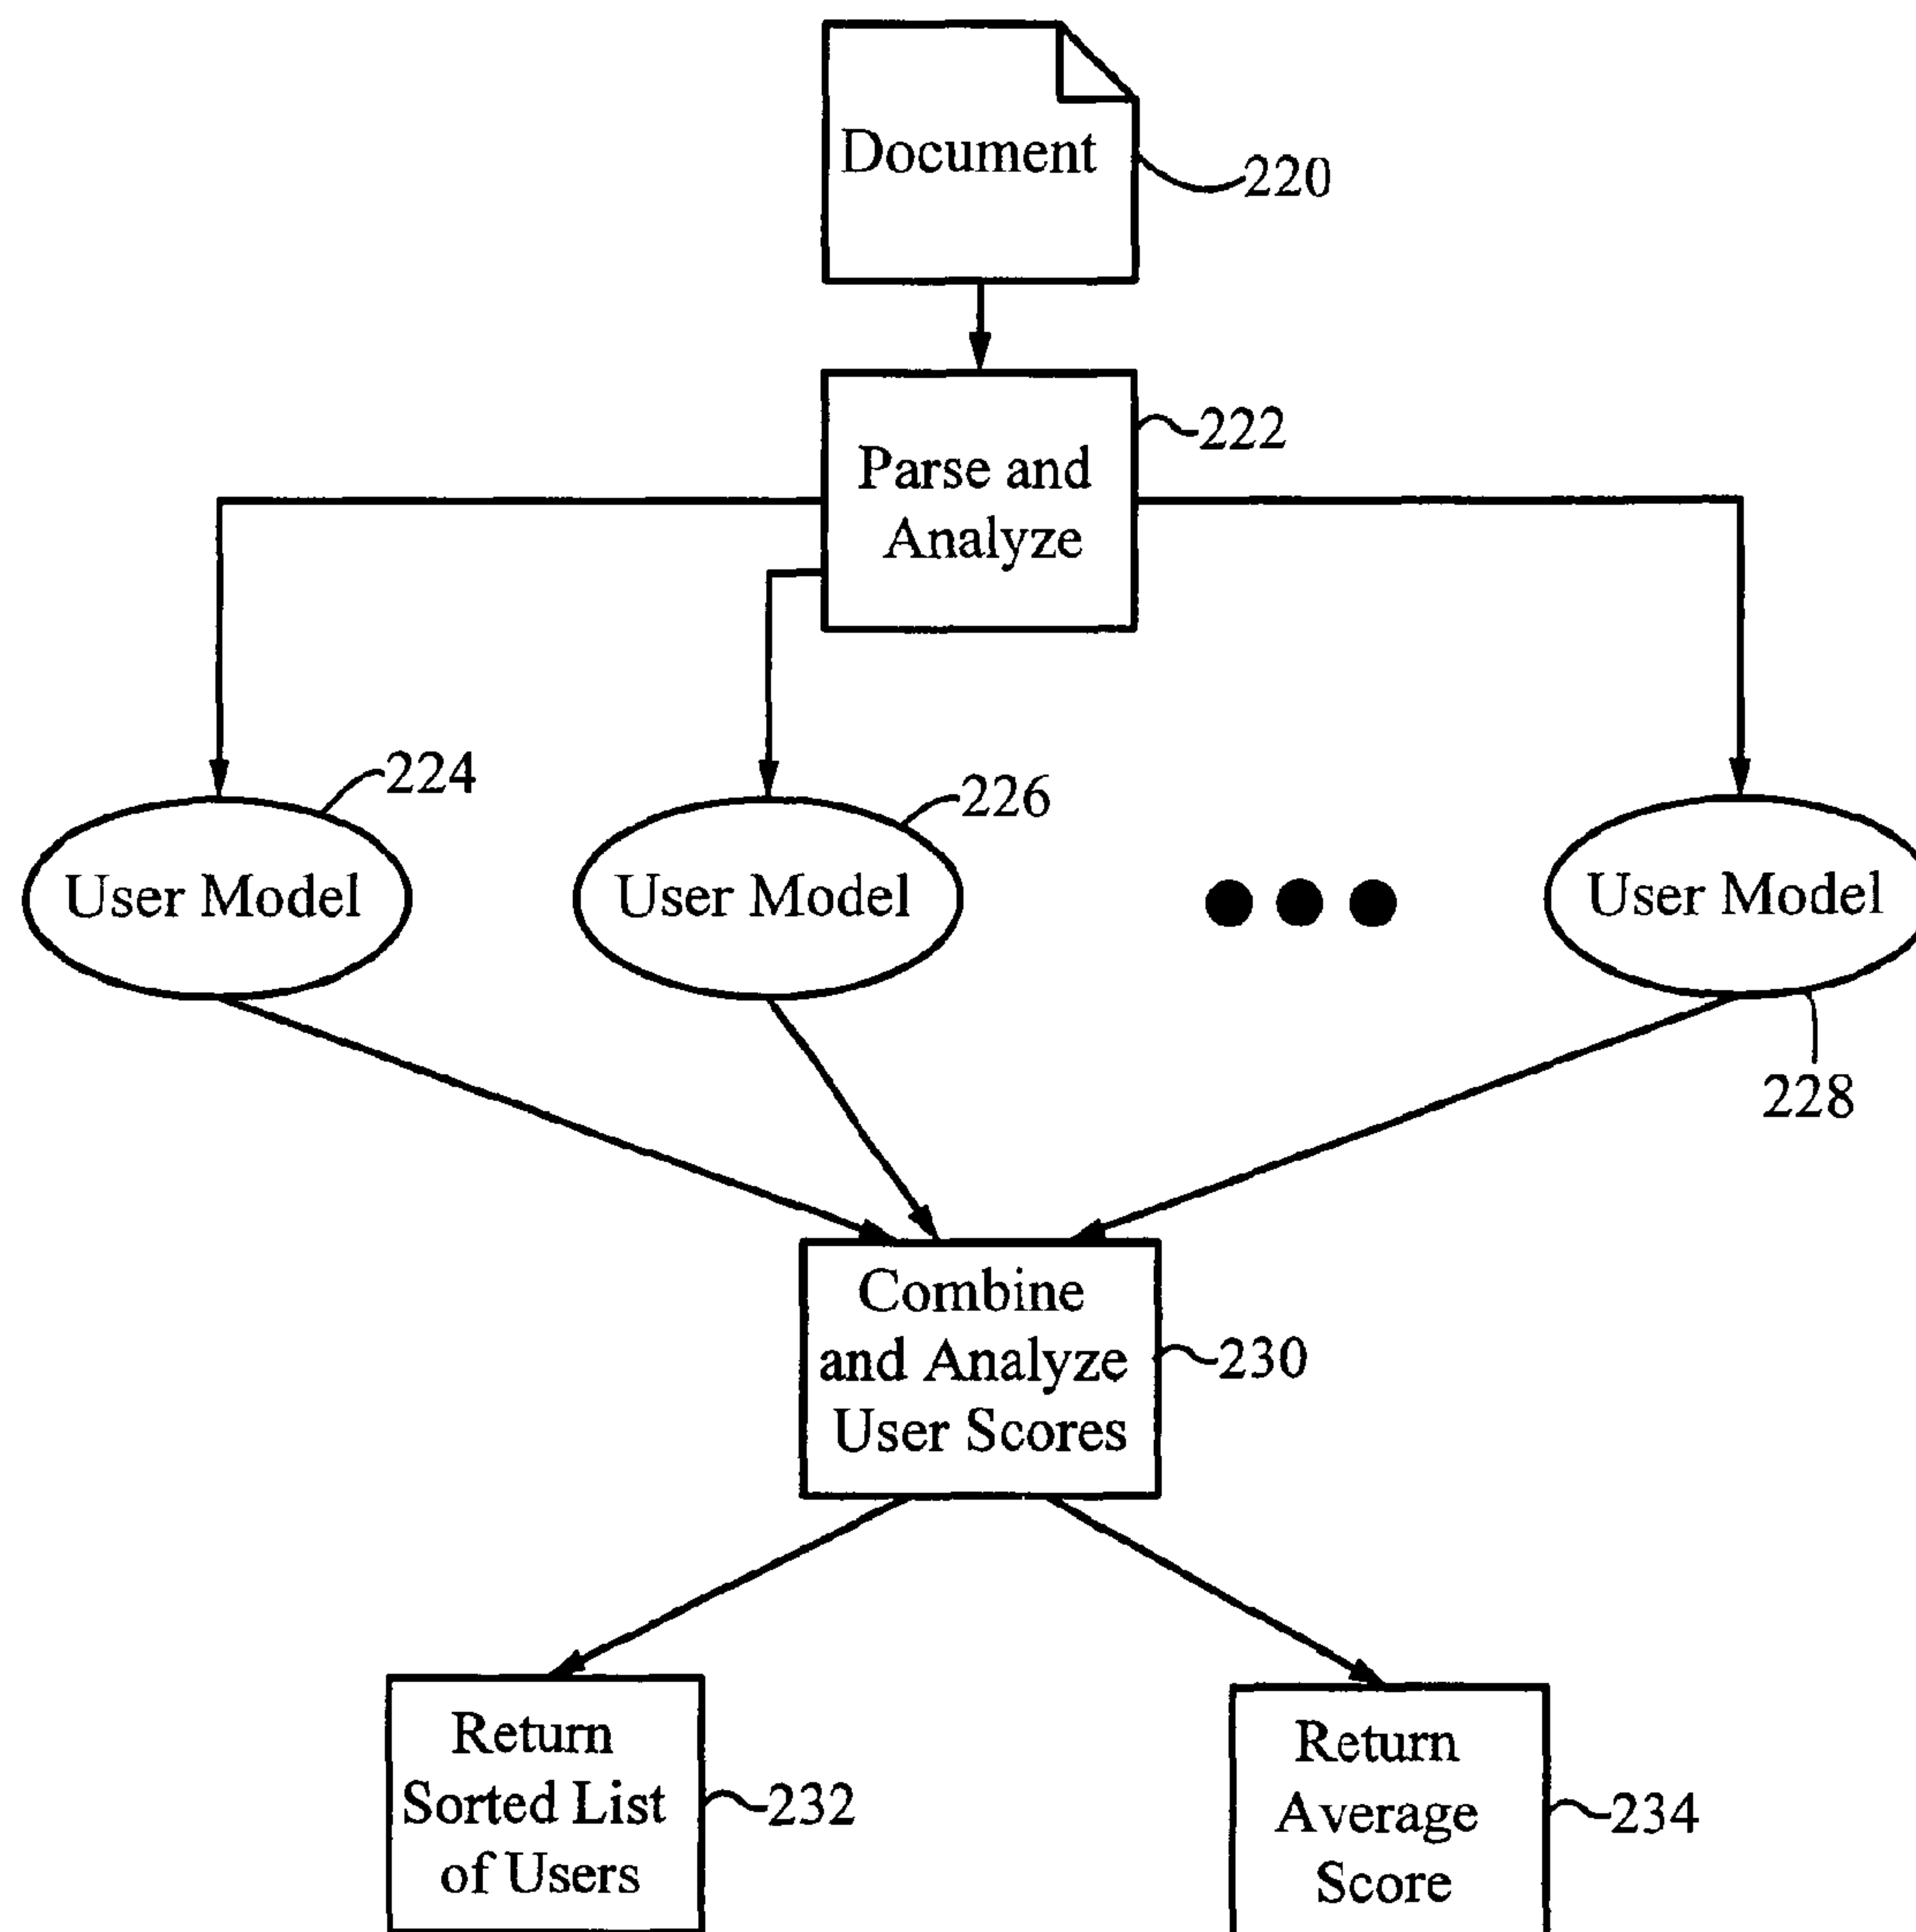 Document
220
Parse and
Analyze
222
224
226
User Model
User Model
User Model
228
Combine
and Analyze
User Scores
230
Return
Sorted List
of Users
232
Return
Average
Score
234